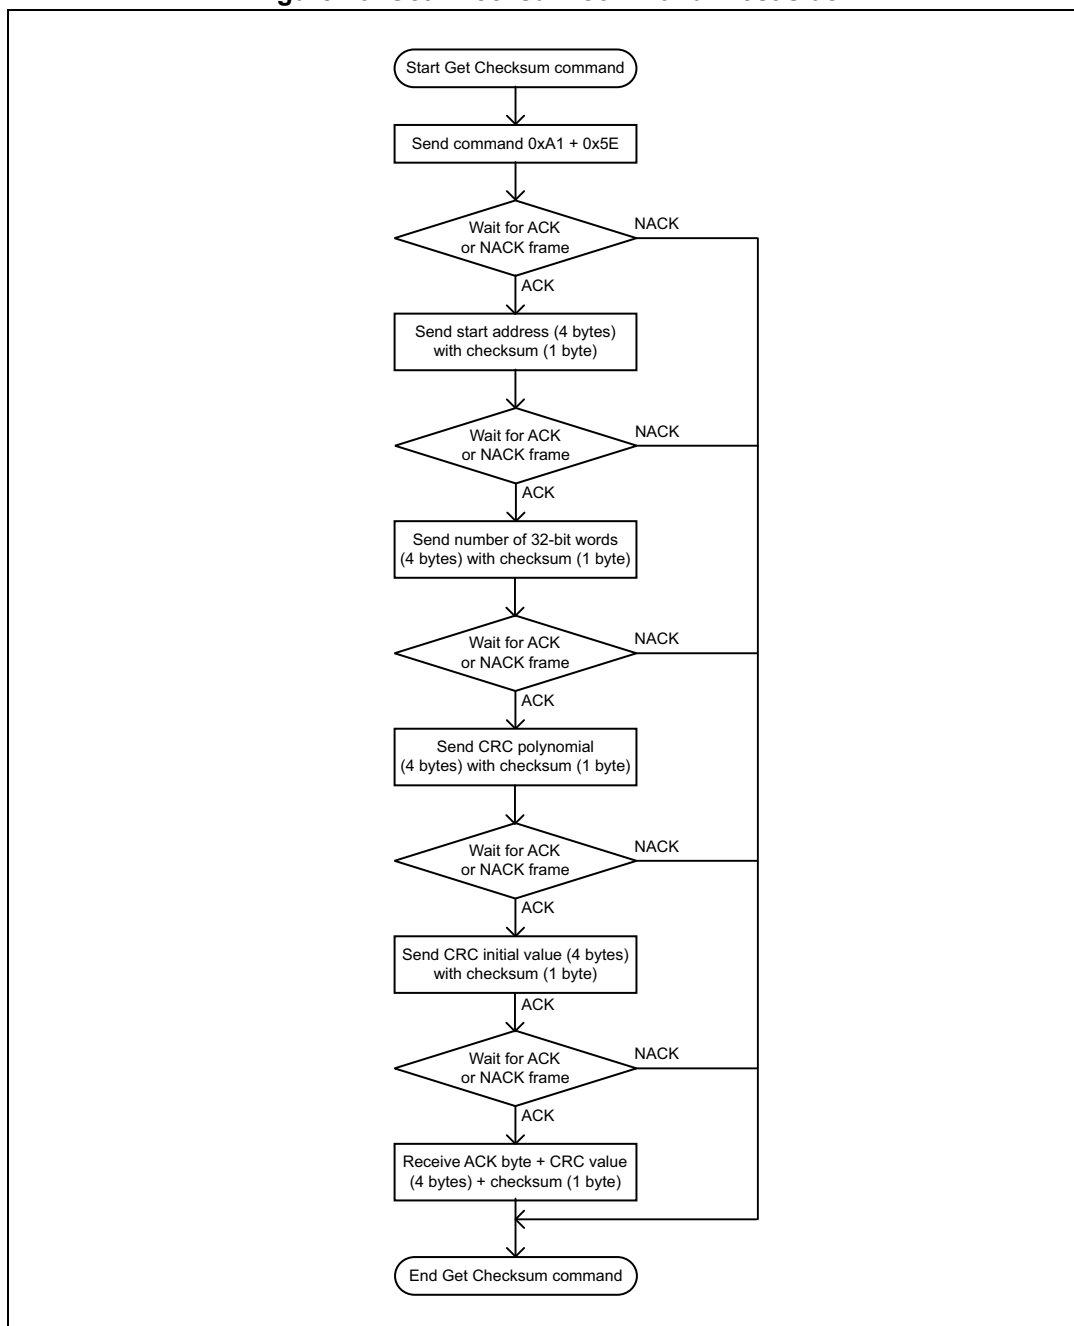 Start Get Checksum command
Send command 0xA1 + 0x5E
Wait for ACK
or NACK frame
NACK
ACK
Send start address (4 bytes)
with checksum (1 byte)
Wait for ACK
or NACK frame
NACK
ACK
Send number of 32-bit words
(4 bytes) with checksum (1 byte)
Wait for ACK
or NACK frame
NACK
ACK
Send CRC polynomial
(4 bytes) with checksum (1 byte)
Wait for ACK
or NACK frame
NACK
ACK
Send CRC initial value (4 bytes)
with checksum (1 byte)
ACK
Wait for ACK
or NACK frame
NACK
ACK
Receive ACK byte + CRC value
(4 bytes) + checksum (1 byte)
End Get Checksum command